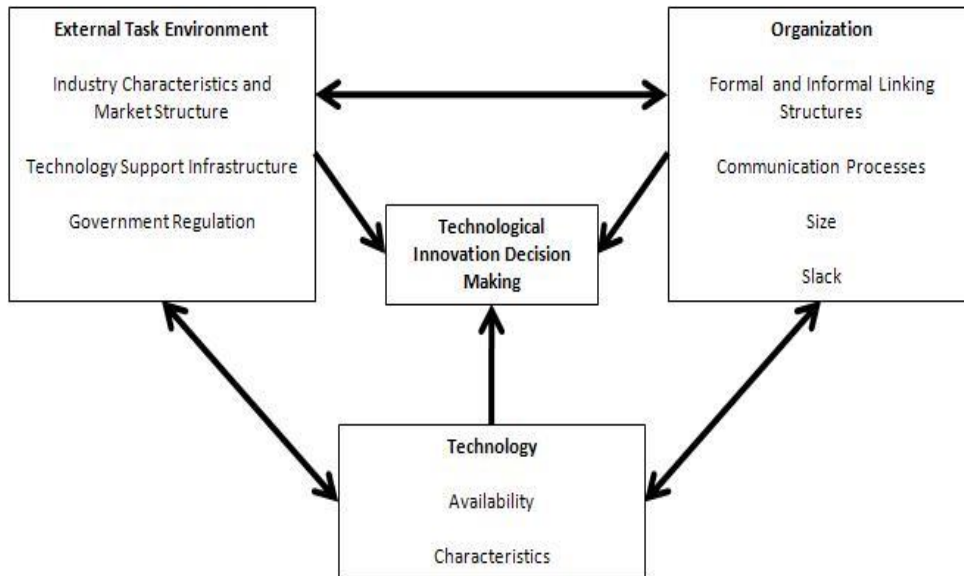 External Task Environment
Industry Characteristics and
Market Structure
Technology Support Infrastructure
Government Regulation
Organization
Formal and Informal Linking
Structures
Communication Processes
Size
Slack
Technological
Innovation Decision
Making
Technology
Availability
Characteristics